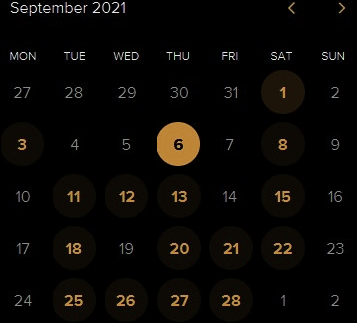 September 2021
MON TUE WED THU FRI SAT SUN
27 28 29 30 31 1 2
3 4 5 6 7 8 9
10 11 12 13 14 15 16
17 18 19 20 21 22 23
24 25 26 27 28 1 2